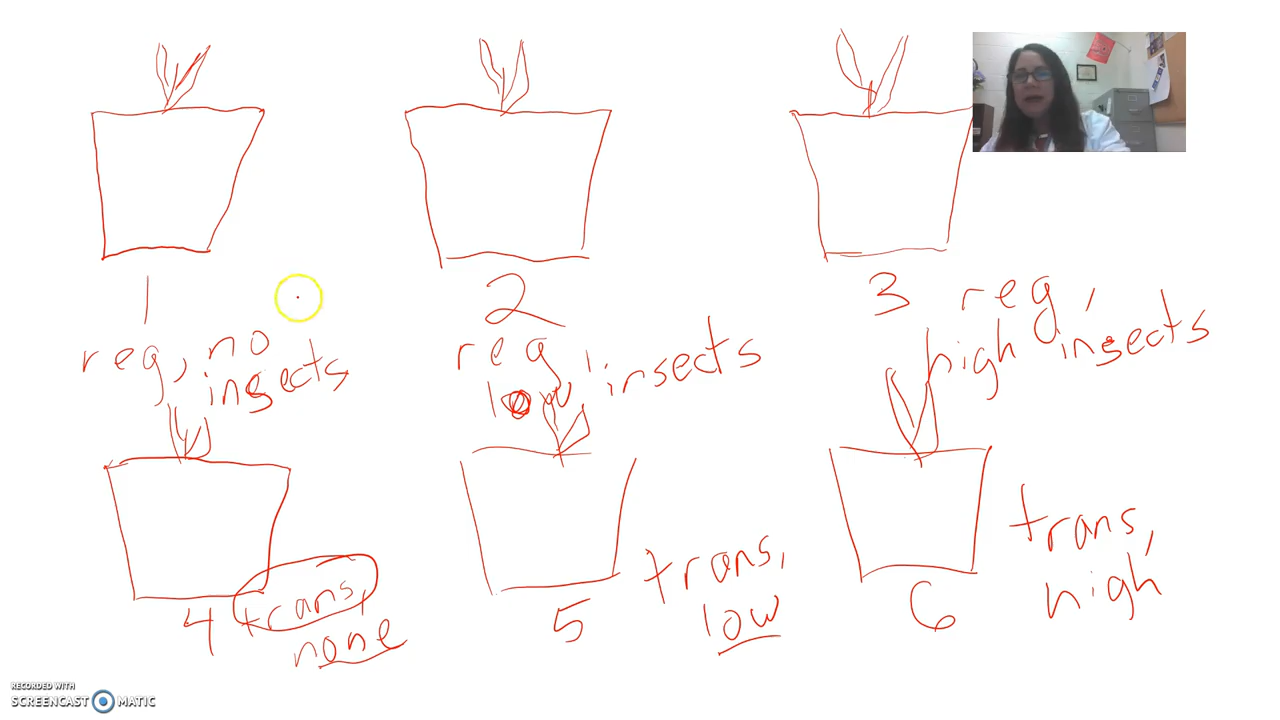 1
reg, no
insects
2
reg,
low insects
3 reg,
high insects
4 trans,
none
5 trans,
low
6 trans,
high
RECORDED WITH
SCREENCAST MATIC